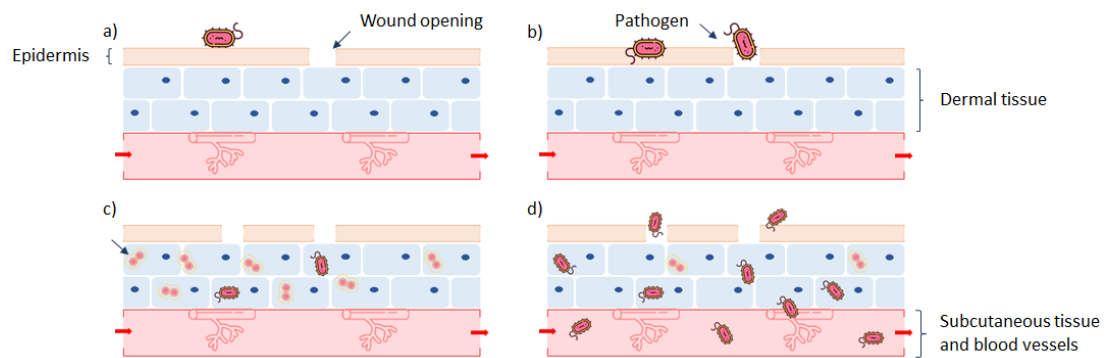 a)
Wound opening
b)
Pathogen
Epidermis
Dermal tissue
c)
d)
Subcutaneous tissue
and blood vessels